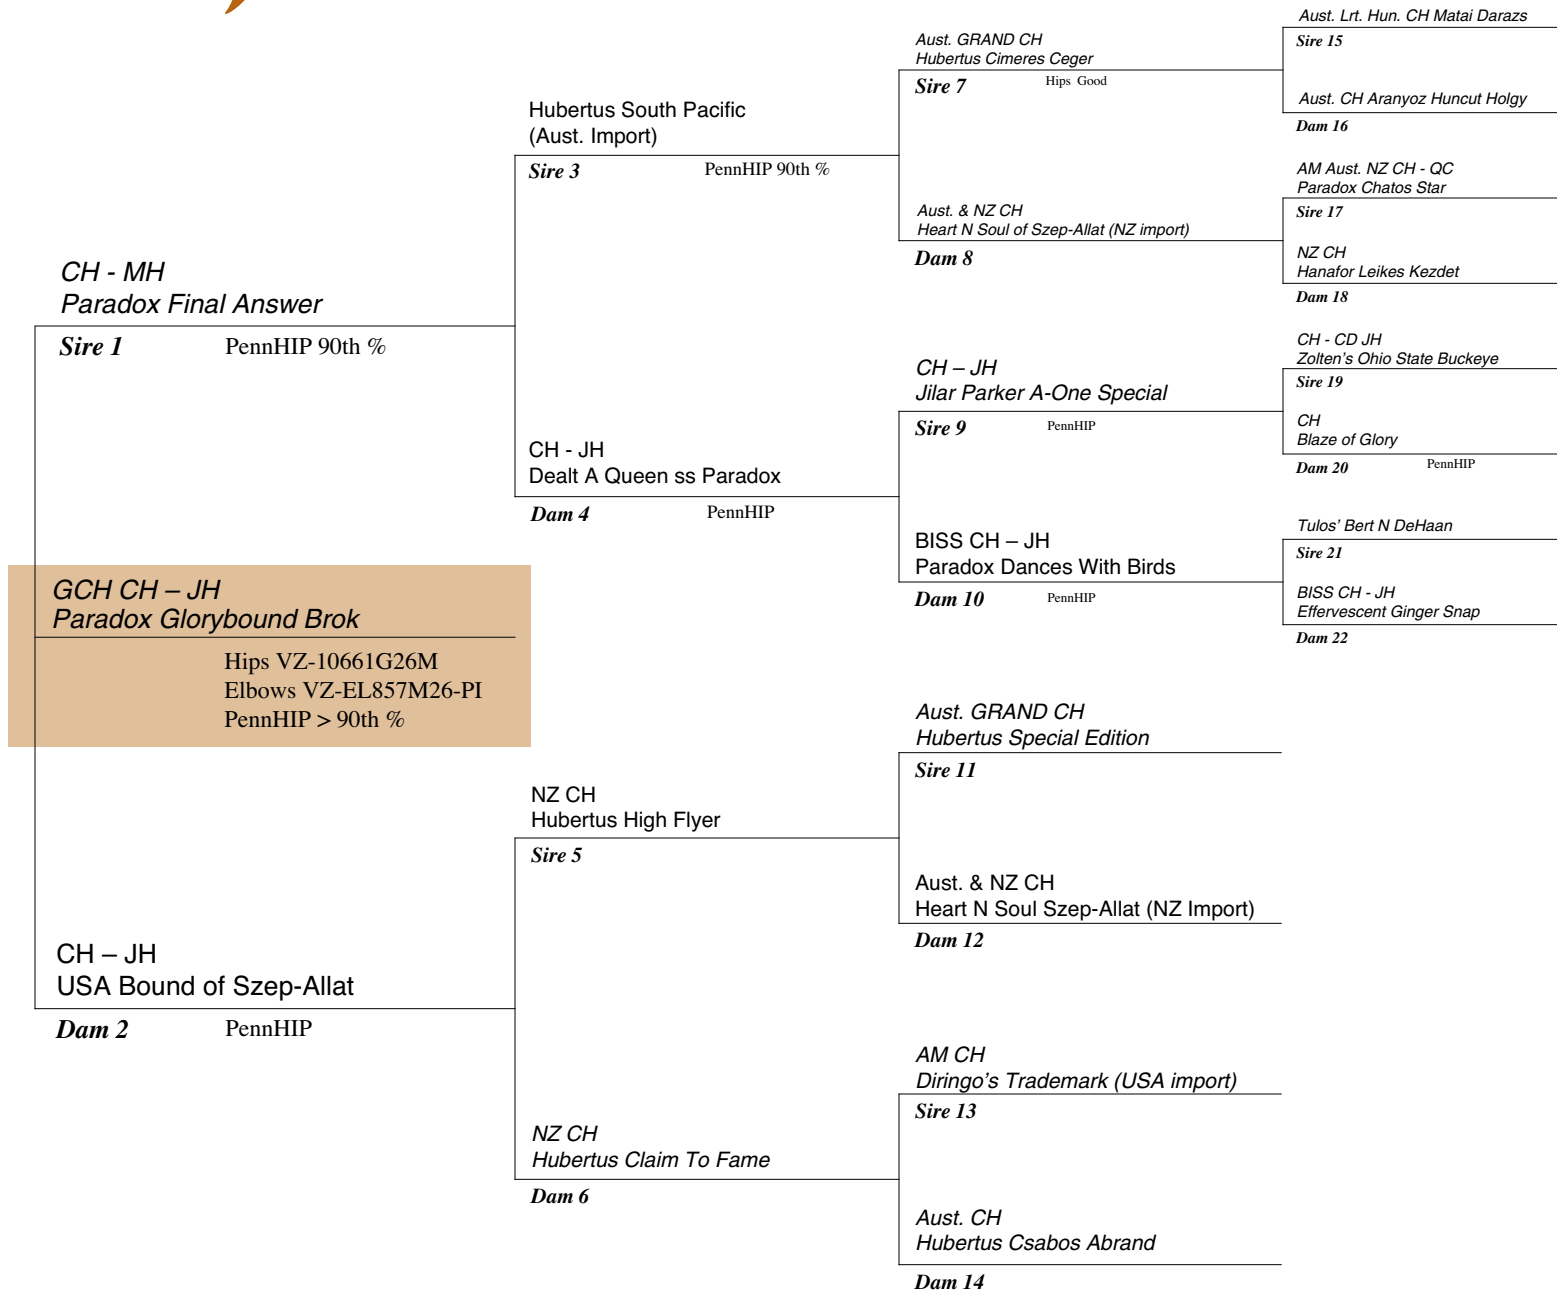 CH - MH
Paradox Final Answer
Sire 1 PennHIP 90th %
GCH CH – JH
Paradox Glorybound Brok
Hips VZ-10661G26M
Elbows VZ-EL857M26-PI
PennHIP > 90th %
CH – JH
USA Bound of Szep-Allat
Dam 2 PennHIP
Hubertus South Pacific
(Aust. Import)
Sire 3 PennHIP 90th %
CH - JH
Dealt A Queen ss Paradox
Dam 4 PennHIP
NZ CH
Hubertus High Flyer
Sire 5
NZ CH
Hubertus Claim To Fame
Dam 6
Aust. GRAND CH
Hubertus Cimeres Ceger
Sire 7 Hips Good
Aust. & NZ CH
Heart N Soul of Szep-Allat (NZ import)
Dam 8
CH – JH
Jilar Parker A-One Special
Sire 9 PennHIP
BISS CH – JH
Paradox Dances With Birds
Dam 10 PennHIP
Aust. GRAND CH
Hubertus Special Edition
Sire 11
Aust. & NZ CH
Heart N Soul Szep-Allat (NZ Import)
Dam 12
AM CH
Diringo’s Trademark (USA import)
Sire 13
Aust. CH
Hubertus Csabos Abrand
Dam 14
Aust. Lrt. Hun. CH Matai Darazs
Sire 15
Aust. CH Aranyoz Huncut Holgy
Dam 16
AM Aust. NZ CH - QC
Paradox Chatos Star
Sire 17
NZ CH
Hanafor Leikes Kezdet
Dam 18
CH - CD JH
Zolten’s Ohio State Buckeye
Sire 19
CH
Blaze of Glory
Dam 20 PennHIP
Tulos’ Bert N DeHaan
Sire 21
BISS CH - JH
Effervescent Ginger Snap
Dam 22